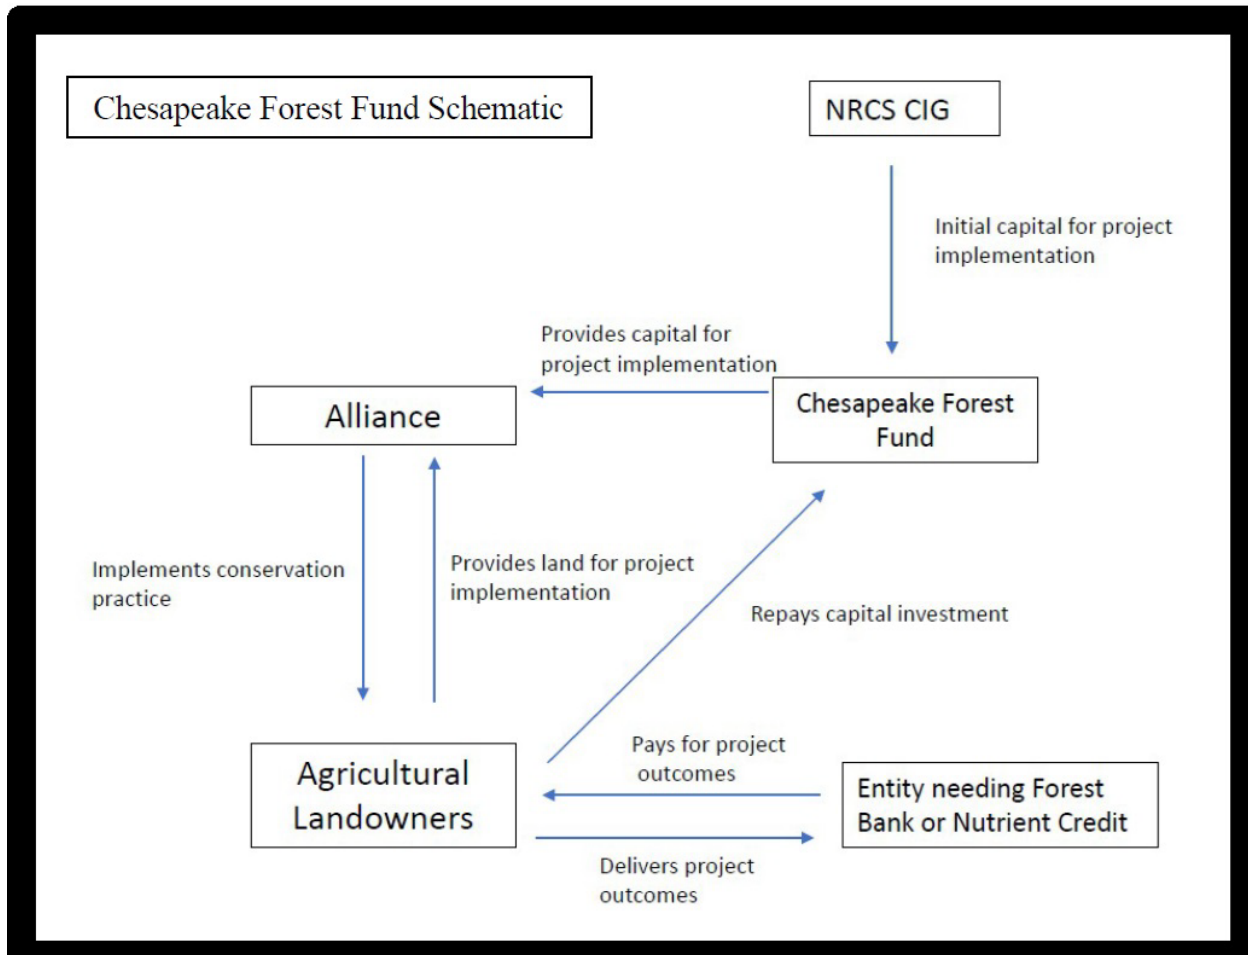 Chesapeake Forest Fund Schematic
NRCS CIG
Initial capital for project
implementation
Provides capital for
project implementation
Alliance
Chesapeake Forest
Fund
Implements conservation
practice
Provides land for project
implementation
Repays capital investment
Agricultural
Landowners
Pays for project
outcomes
Entity needing Forest
Bank or Nutrient Credit
Delivers project
outcomes